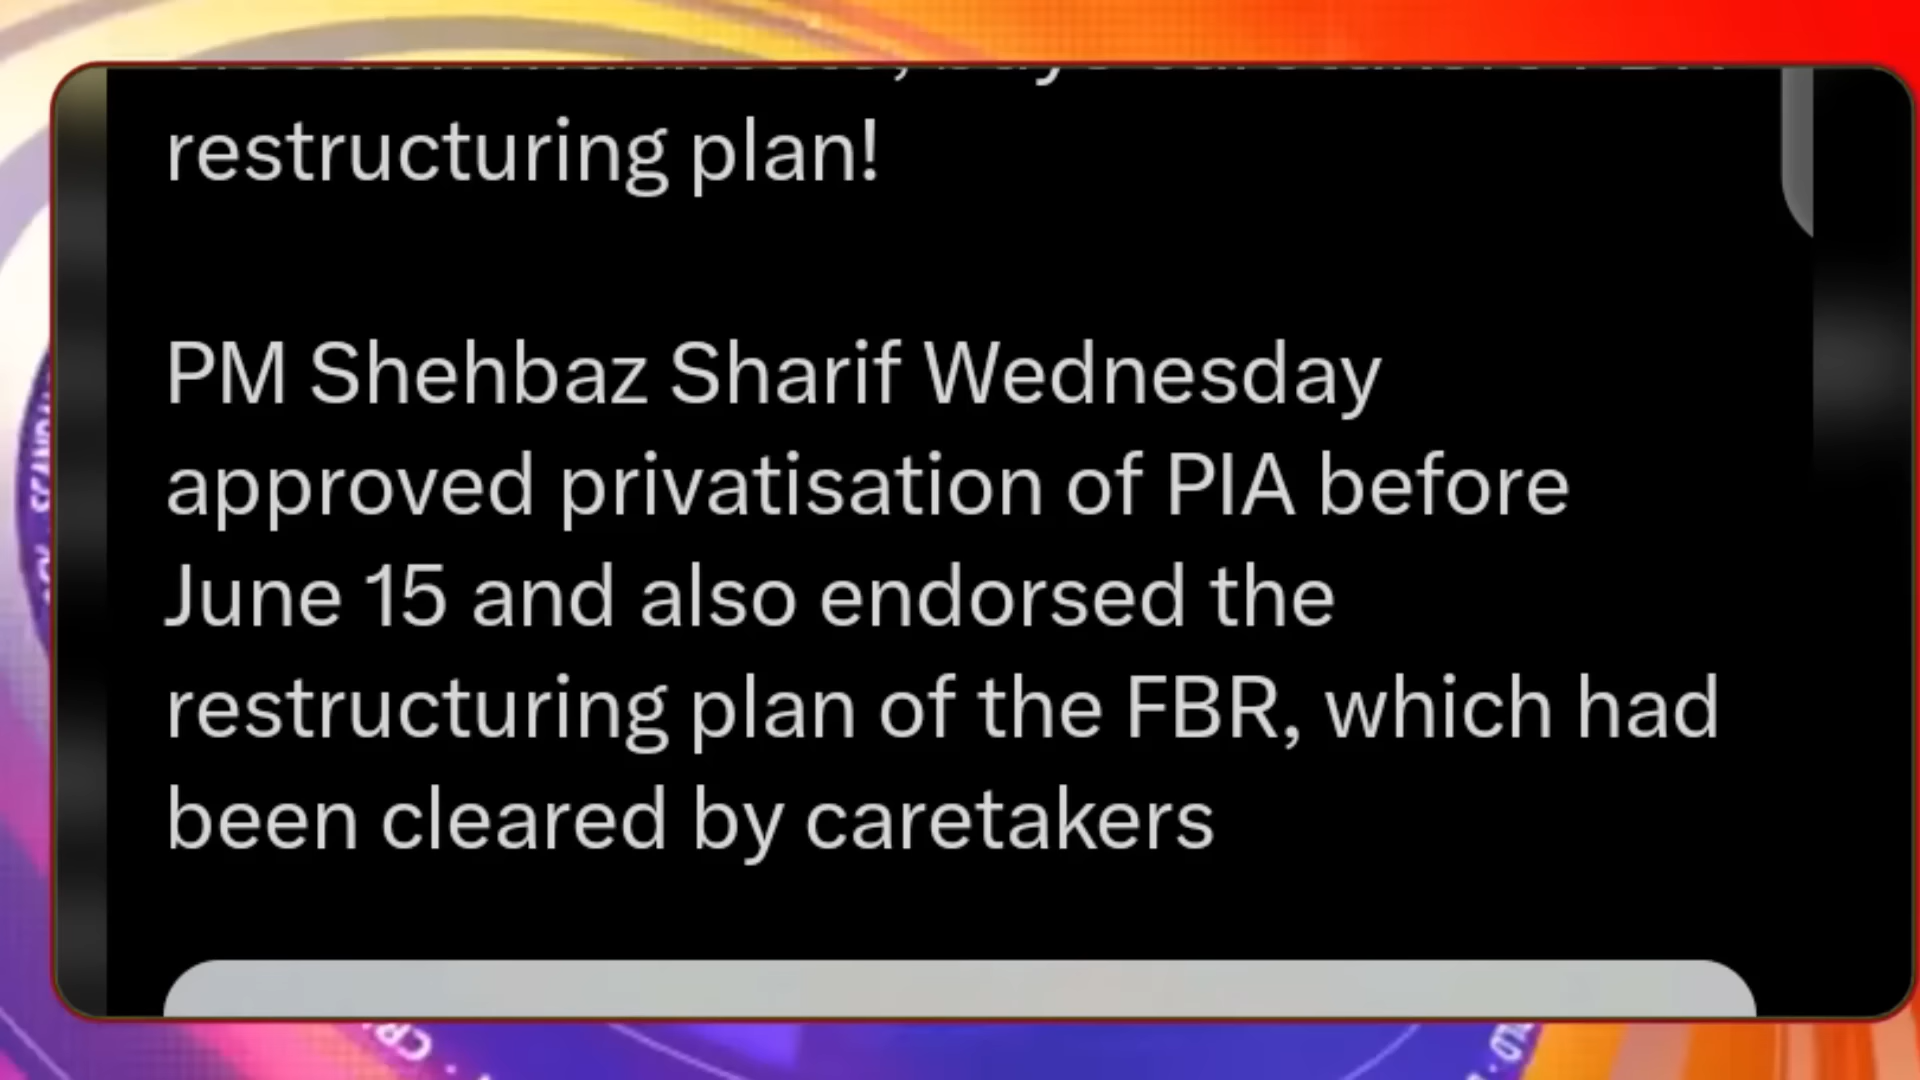 restructuring plan!
PM Shehbaz Sharif Wednesday
approved privatisation of PIA before
June 15 and also endorsed the
restructuring plan of the FBR, which had
been cleared by caretakers